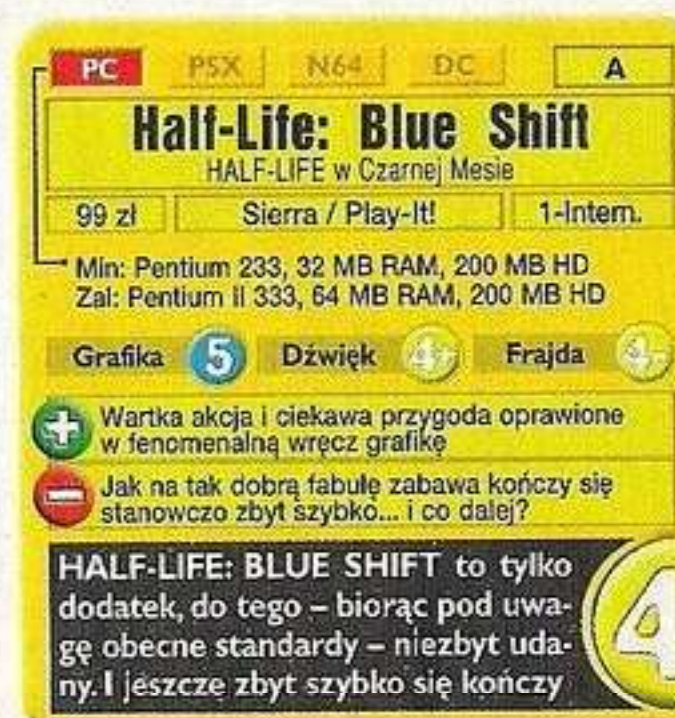 PC PSX N64 DC A
Half-Life: Blue Shift
HALF-LIFE w Czarnej Mesie
99 zł Sierra / Play-It! 1-Intern.
Min: Pentium 233, 32 MB RAM, 200 MB HD
Zal: Pentium II 333, 64 MB RAM, 200 MB HD
Grafika 5 Dźwięk 4+ Frajda 4-
Wartka akcja i ciekawa przygoda oprawione
w fenomenalną wręcz grafikę
Jak na tak dobrą fabułę zabawa kończy się
stanowczo zbyt szybko... i co dalej?
HALF-LIFE: BLUE SHIFT to tylko
dodatek, do tego – biorąc pod uwa-
gę obecne standardy – niezbyt uda-
ny. I jeszcze zbyt szybko się kończy
4